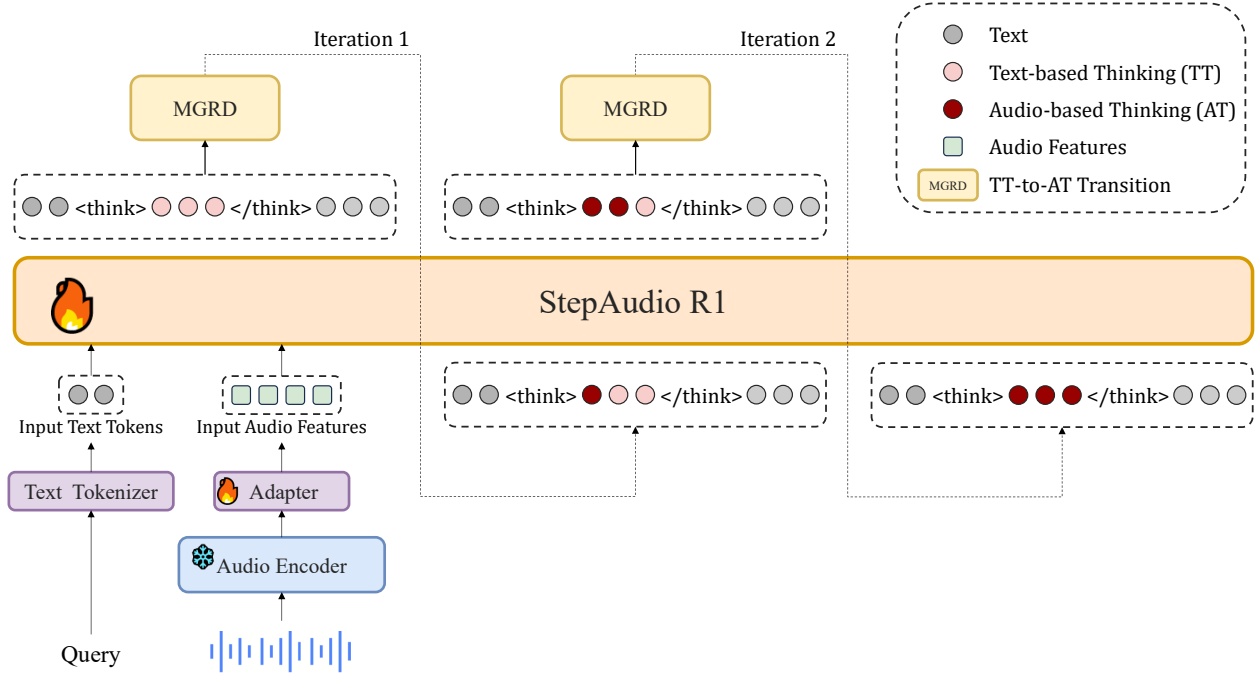 Iteration 1
Iteration 2
MGRD
MGRD
Text
Text-based Thinking (TT)
Audio-based Thinking (AT)
Audio Features
MGRD TT-to-AT Transition
<think> </think>
<think> </think>
StepAudio R1
Input Text Tokens
Input Audio Features
<think> </think>
<think> </think>
Text Tokenizer
Adapter
Audio Encoder
Query